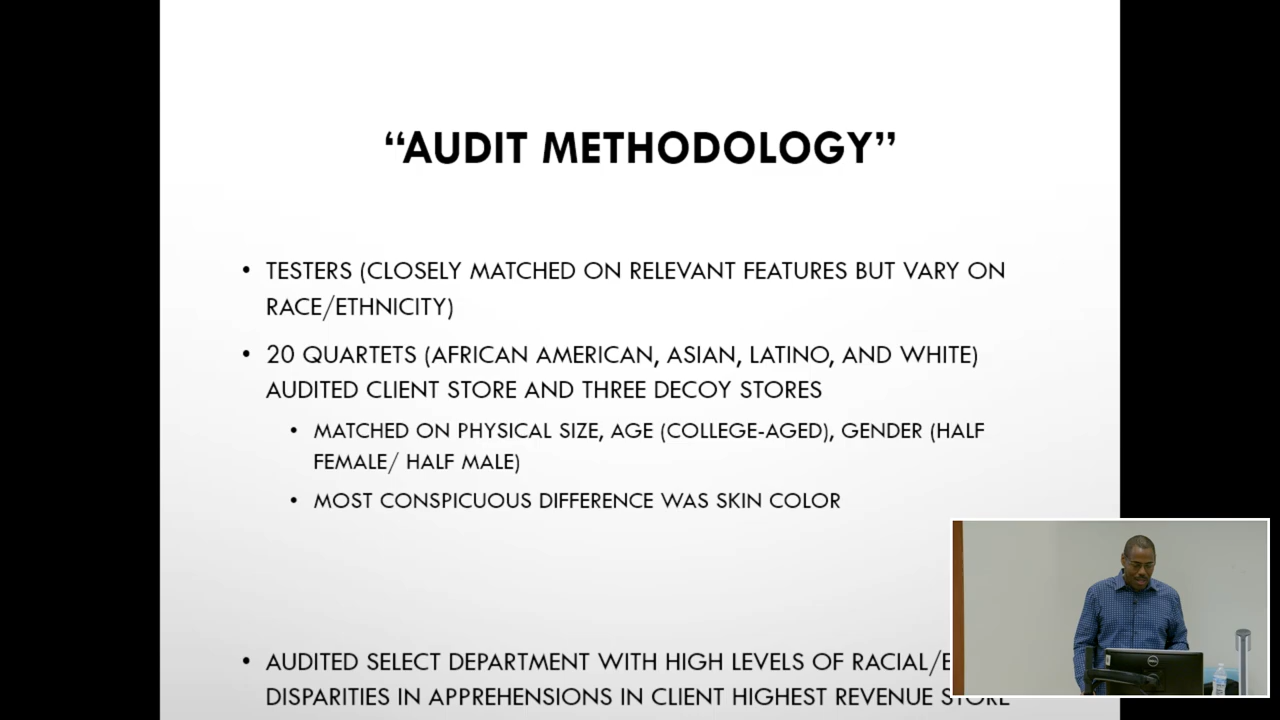 “AUDIT METHODOLOGY”
• TESTERS (CLOSELY MATCHED ON RELEVANT FEATURES BUT VARY ON
RACE/ETHNICITY)
• 20 QUARTETS (AFRICAN AMERICAN, ASIAN, LATINO, AND WHITE)
AUDITED CLIENT STORE AND THREE DECOY STORES
• MATCHED ON PHYSICAL SIZE, AGE (COLLEGE-AGED), GENDER (HALF
FEMALE/ HALF MALE)
• MOST CONSPICUOUS DIFFERENCE WAS SKIN COLOR
• AUDITED SELECT DEPARTMENT WITH HIGH LEVELS OF RACIAL/E
DISPARITIES IN APPREHENSIONS IN CLIENT HIGHEST REVENUE STORE
DELL